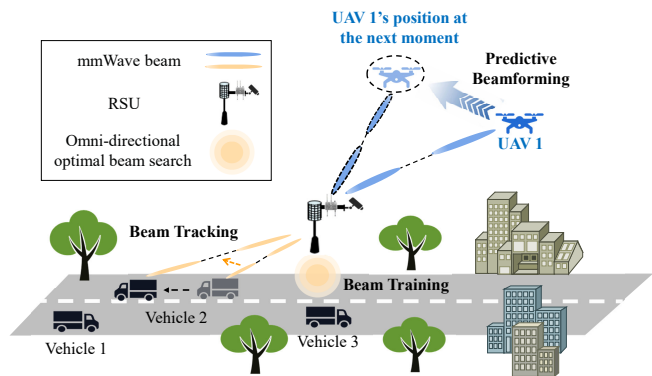 UAV 1's position at
the next moment
mmWave beam
RSU
Omni-directional
optimal beam search
Predictive
Beamforming
UAV 1
Beam Tracking
Beam Training
Vehicle 2
Vehicle 1
Vehicle 3